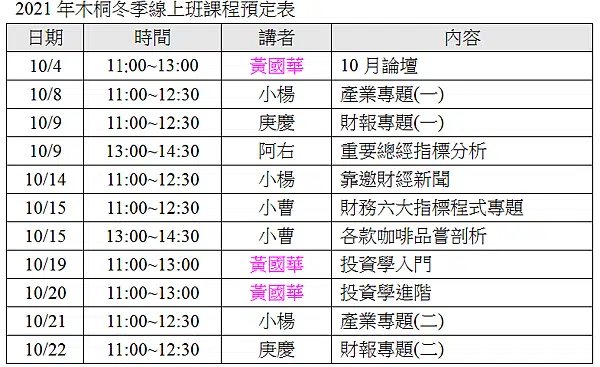 2021 年木桐冬季線上班課程預定表
日期 時間 講者 內容
10/4 11:00~13:00 黃國華 10 月論壇
10/8 11:00~12:30 小楊 產業專題(一)
10/9 11:00~12:30 庚慶 財報專題(一)
10/9 13:00~14:30 阿右 重要總經指標分析
10/14 11:00~12:30 小楊 靠邀財經新聞
10/15 11:00~12:30 小曹 財務六大指標程式專題
10/15 13:00~14:30 小曹 各款咖啡品嘗剖析
10/19 11:00~13:00 黃國華 投資學入門
10/20 11:00~13:00 黃國華 投資學進階
10/21 11:00~12:30 小楊 產業專題(二)
10/22 11:00~12:30 庚慶 財報專題(二)